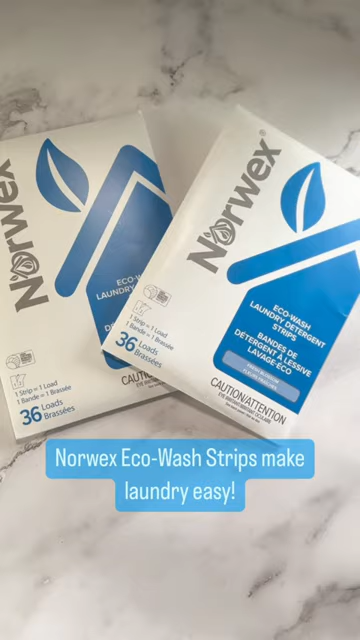 Norwex
ECO-W
LAUNDRY
1 Strip = 1 Load
1 Bande = 1 Brassée
36 Loads
Brassées
CAUTION
Norwex®
ECO-WASH
LAUNDRY DETERGENT
STRIPS
BANDES DE
DÉTERGENT À LESSIVE
LAVAGE-ÉCO
1 Strip = 1 Load
1 Bande = 1 Brassée
36 Loads
Brassées
CAUTION/ATTENTION
Norwex Eco-Wash Strips make
laundry easy!